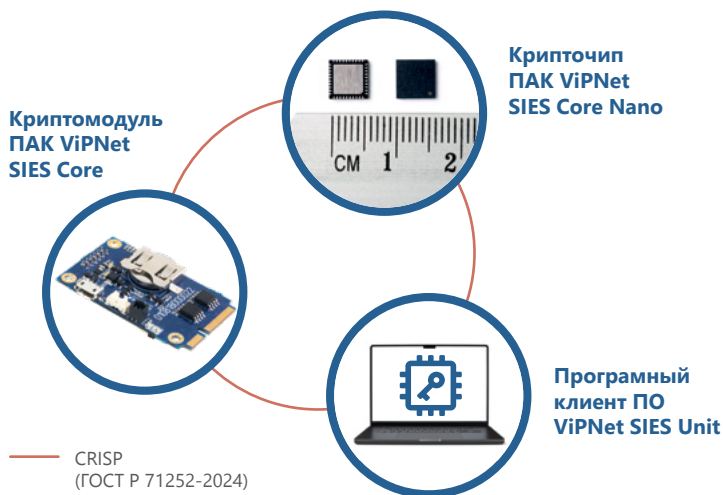 Крипточип
ПАК ViPNet
SIES Core Nano
Криптомодуль
ПАК ViPNet
SIES Core
СМ 1 2
Програмный
клиент ПО
ViPNet SIES Unit
CRISP
(ГОСТ Р 71252-2024)